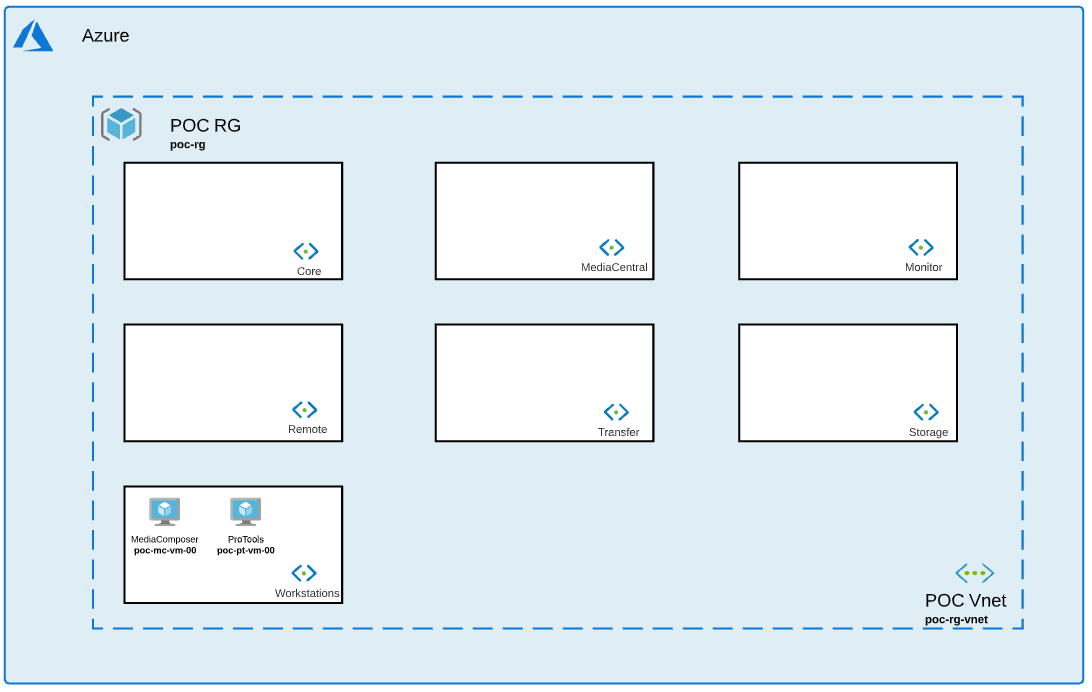 Azure
POC RG
poc-rg
Core
MediaCentral
Monitor
Remote
Transfer
Storage
MediaComposer
poc-mc-vm-00
ProTools
poc-pt-vm-00
Workstations
POC Vnet
poc-rg-vnet